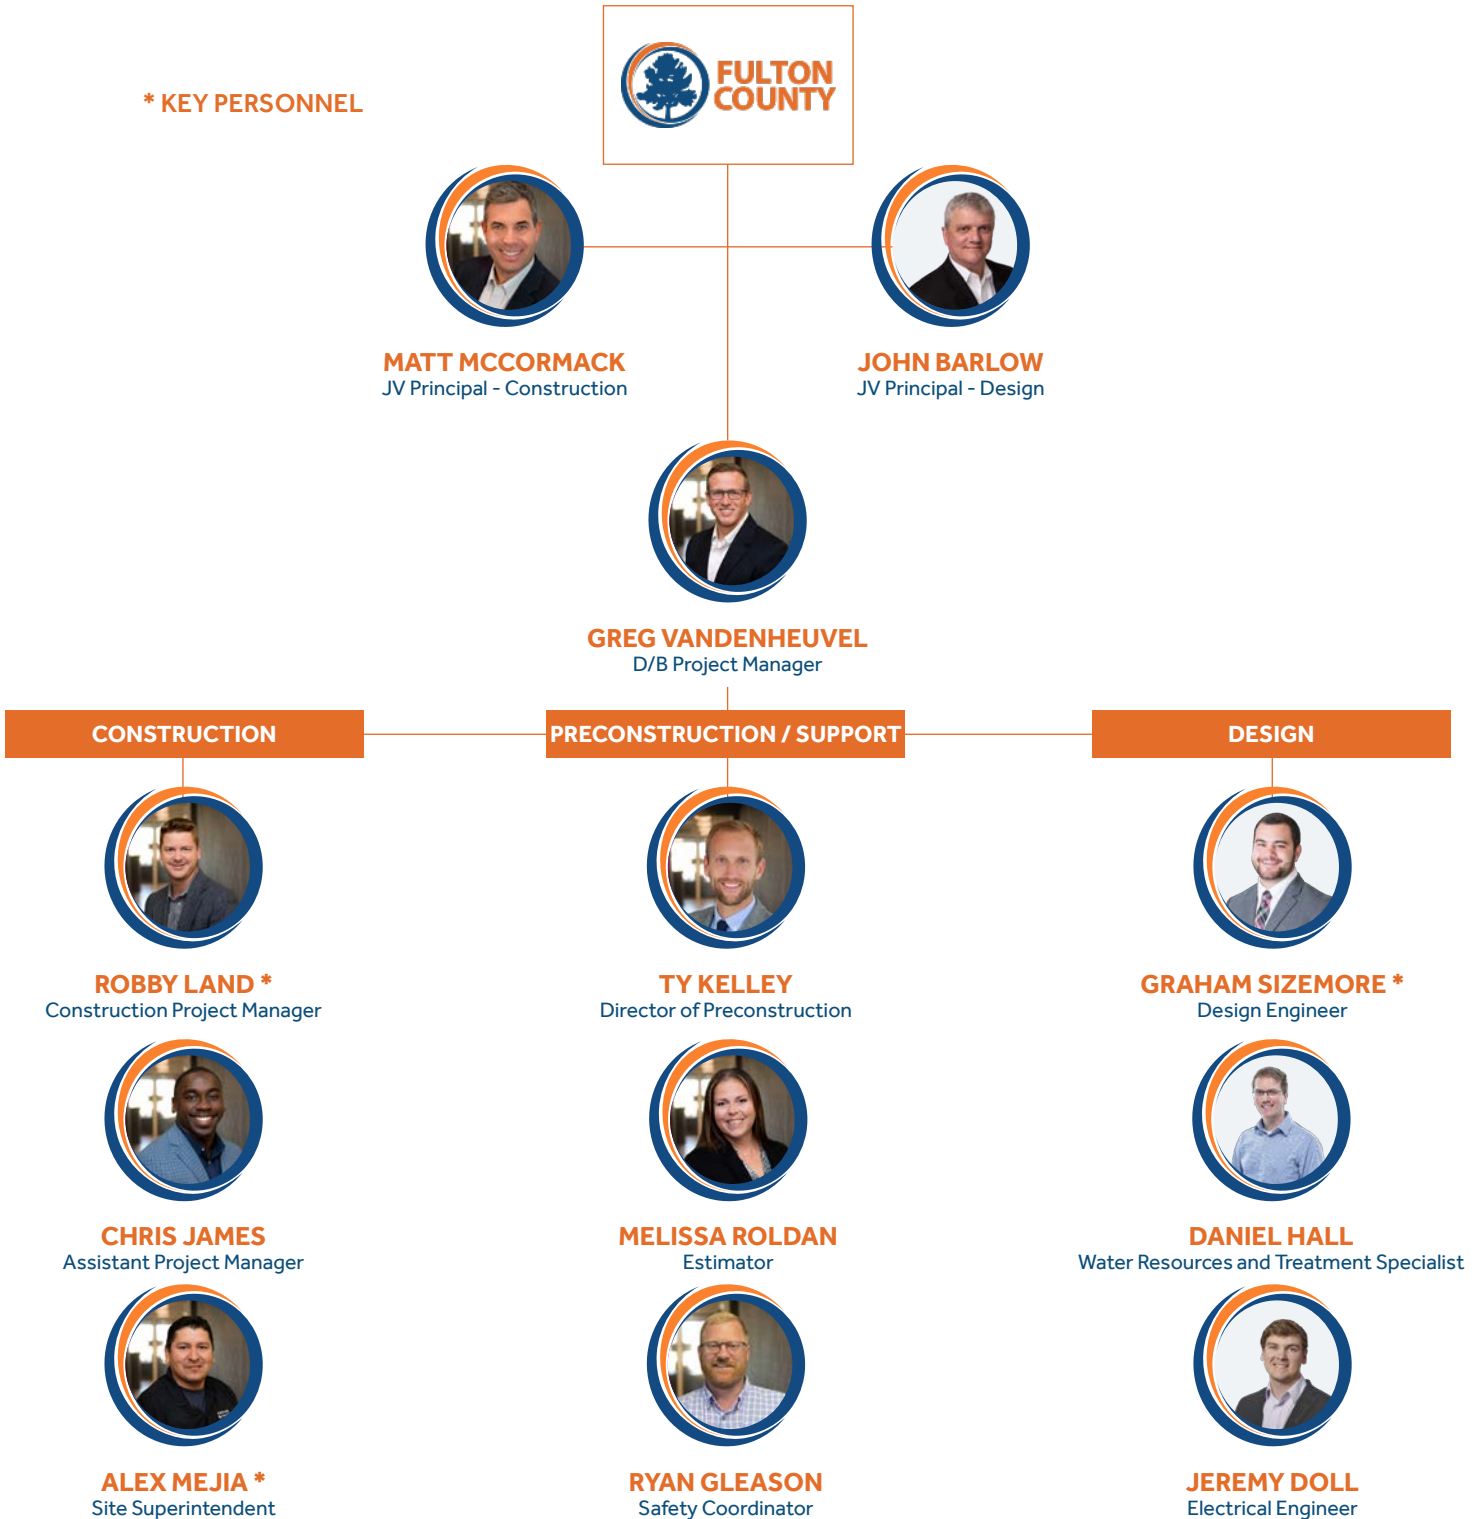 * KEY PERSONNEL
FULTON
COUNTY
MATT MCCORMACK
JV Principal - Construction
JOHN BARLOW
JV Principal - Design
GREG VANDENHEUVEL
D/B Project Manager
CONSTRUCTION
PRECONSTRUCTION / SUPPORT
DESIGN
ROBBY LAND *
Construction Project Manager
TY KELLEY
Director of Preconstruction
GRAHAM SIZEMORE *
Design Engineer
CHRIS JAMES
Assistant Project Manager
MELISSA ROLDAN
Estimator
DANIEL HALL
Water Resources and Treatment Specialist
ALEX MEJIA *
Site Superintendent
RYAN GLEASON
Safety Coordinator
JEREMY DOLL
Electrical Engineer